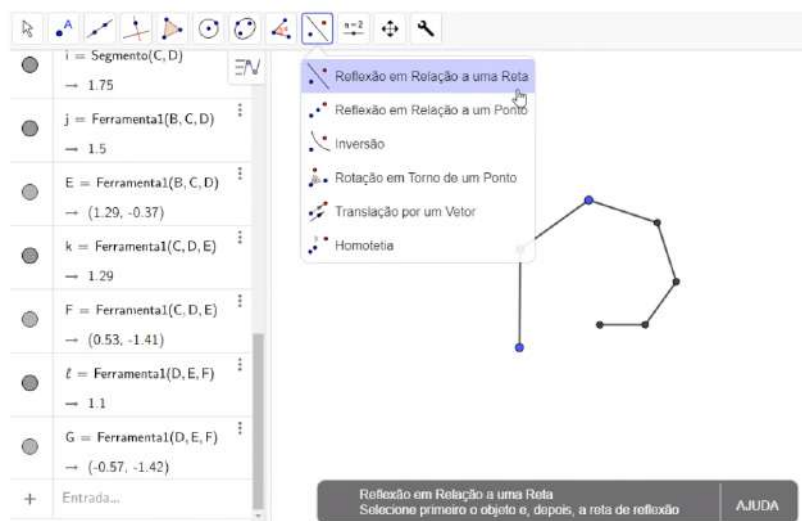 A
a=2
i = Segmento(C, D)
→ 1.75
j = Ferramenta1(B, C, D)
→ 1.5
E = Ferramenta1(B, C, D)
→ (1.29, -0.37)
k = Ferramenta1(C, D, E)
→ 1.29
F = Ferramenta1(C, D, E)
→ (0.53, -1.41)
ℓ = Ferramenta1(D, E, F)
→ 1.1
G = Ferramenta1(D, E, F)
→ (-0.57, -1.42)
+ Entrada...
Reflexão em Relação a uma Reta
Reflexão em Relação a um Ponto
Inversão
Rotação em Torno de um Ponto
Translação por um Vetor
Homotetia
Reflexão em Relação a uma Reta
Selecione primeiro o objeto e, depois, a reta de reflexão
AJUDA